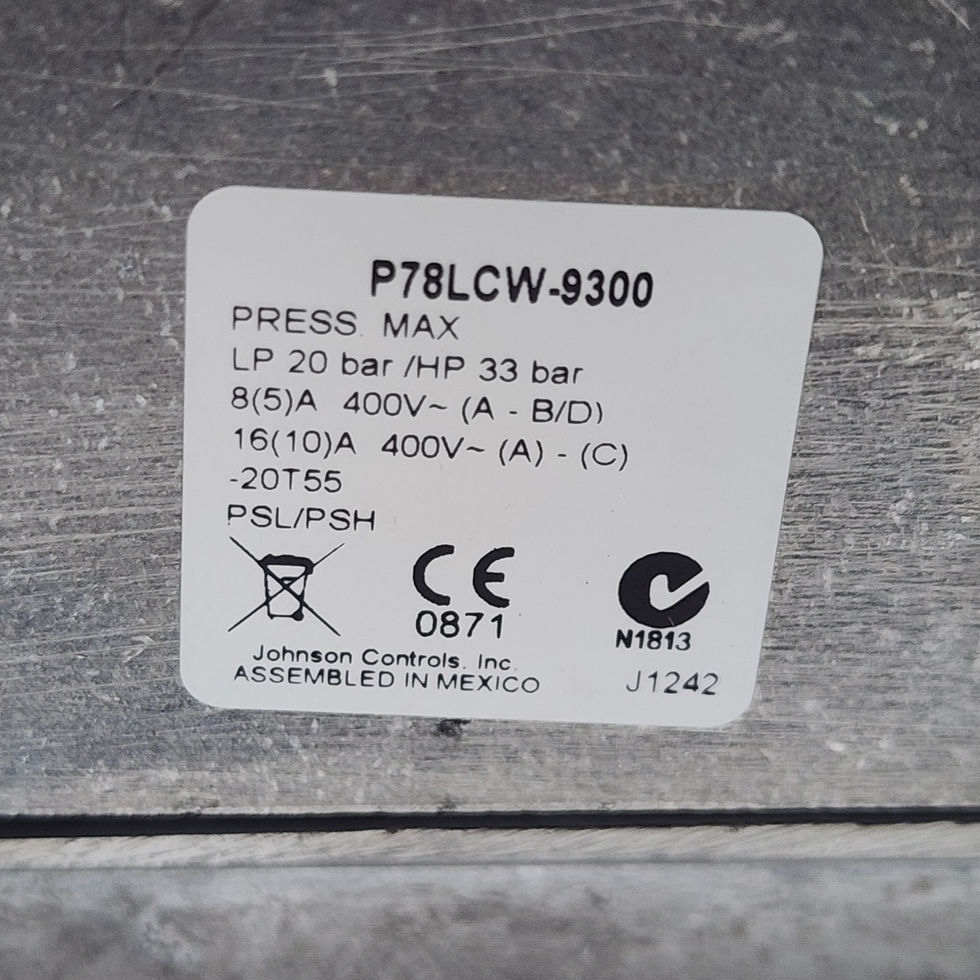 P78LCW-9300
PRESS. MAX
LP 20 bar /HP 33 bar
8(5)A 400V~ (A - B/D)
16(10)A 400V~ (A) - (C)
-20T55
PSL/PSH
CE
0871
N1813
Johnson Controls, Inc.
ASSEMBLED IN MEXICO
J1242